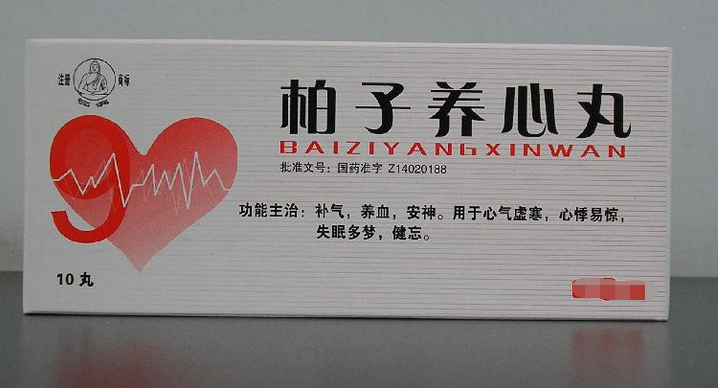 注册 商标
柏子养心丸
BAIZIYANGXINWAN
批准文号：国药准字 Z14020188
9
功能主治：补气，养血，安神。用于心气虚寒，心悸易惊，
失眠多梦，健忘。
10 丸